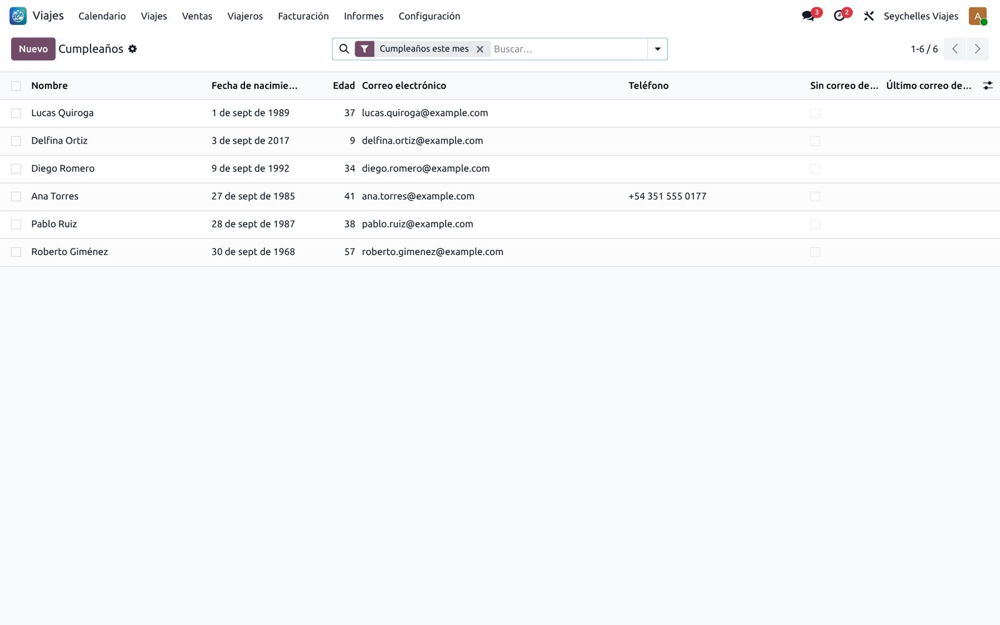 Viajes Calendario Viajes Ventas Viajeros Facturación Informes Configuración 3 2 Seychelles Viajes A
Nuevo Cumpleaños Cumpleaños este mes Buscar... 1-6 / 6
Nombre Fecha de nacimie... Edad Correo electrónico Teléfono Sin correo de... Último correo de...
Lucas Quiroga 1 de sept de 1989 37 lucas.quiroga@example.com
Delfina Ortiz 3 de sept de 2017 9 delfina.ortiz@example.com
Diego Romero 9 de sept de 1992 34 diego.romero@example.com
Ana Torres 27 de sept de 1985 41 ana.torres@example.com +54 351 555 0177
Pablo Ruiz 28 de sept de 1987 38 pablo.ruiz@example.com
Roberto Giménez 30 de sept de 1968 57 roberto.gimenez@example.com